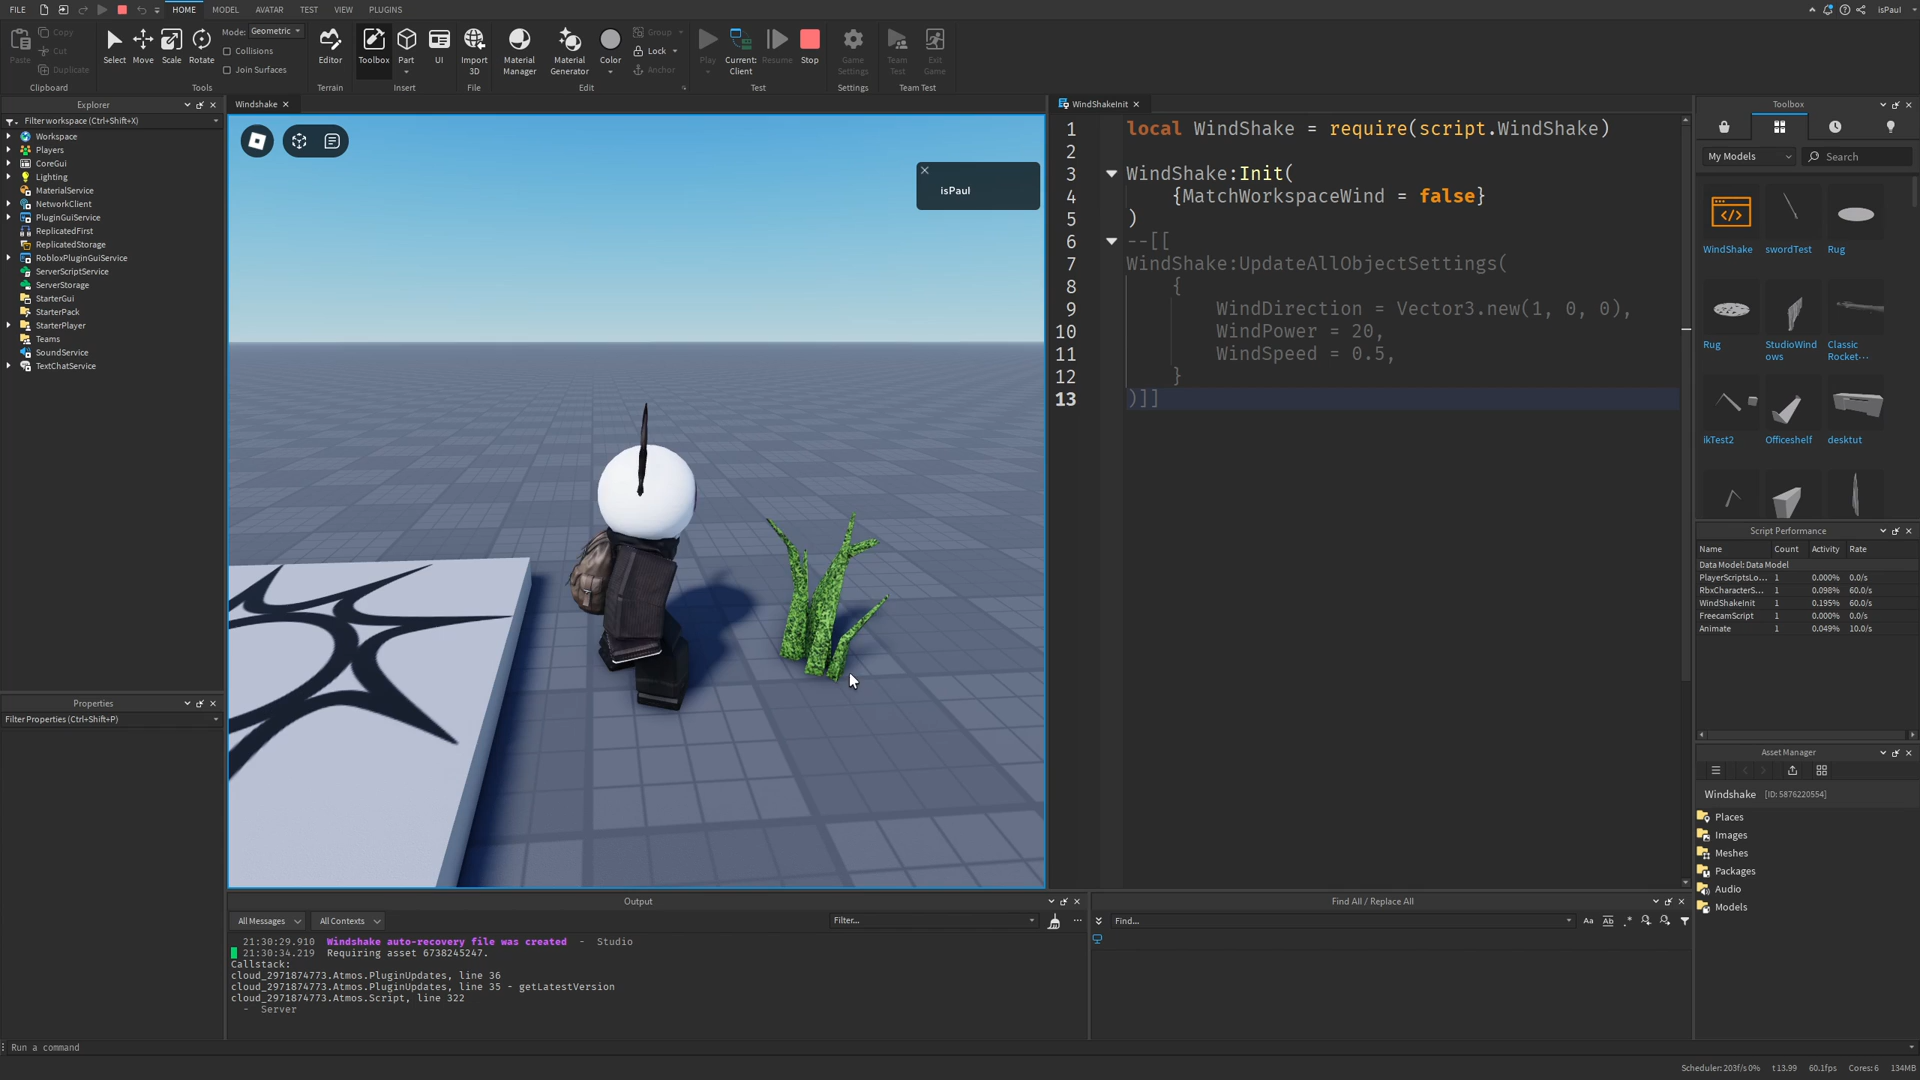 FILE
HOME
MODEL
AVATAR
TEST
VIEW
PLUGINS
isPaul
Paste
Copy
Cut
Duplicate
Clipboard
Select
Move
Scale
Rotate
Mode: Geometric
Collisions
Join Surfaces
Tools
Editor
Terrain
Toolbox
Part
UI
Insert
Import
3D
File
Material
Manager
Material
Generator
Color
Group
Lock
Anchor
Edit
Play
Current:
Client
Resume
Stop
Test
Game
Settings
Settings
Team
Test
Exit
Game
Team Test
Explorer
Filter workspace (Ctrl+Shift+X)
Workspace
Players
CoreGui
Lighting
MaterialService
NetworkClient
PluginGuiService
ReplicatedFirst
ReplicatedStorage
RobloxPluginGuiService
ServerScriptService
ServerStorage
StarterGui
StarterPack
StarterPlayer
Teams
SoundService
TextChatService
Properties
Filter Properties (Ctrl+Shift+P)
Windshake
isPaul
WindShakeInit
1 local WindShake = require(script.WindShake)
2
3 WindShake:Init(
4 {MatchWorkspaceWind = false}
5 )
6 --[[
7 WindShake:UpdateAllObjectSettings(
8 {
9 WindDirection = Vector3.new(1, 0, 0),
10 WindPower = 20,
11 WindSpeed = 0.5,
12 }
13 )]]
Toolbox
My Models
Search
WindShake
swordTest
Rug
Rug
StudioWind
ows
Classic
Rocket-...
ikTest2
Officeshelf
desktut
Script Performance
Name Count Activity Rate
Data Model: Data Model
PlayerScriptsLo... 1 0.000% 0.0/s
RbxCharacterS... 1 0.098% 60.0/s
WindShakeInit 1 0.195% 60.0/s
FreecamScript 1 0.000% 0.0/s
Animate 1 0.049% 10.0/s
Asset Manager
Windshake [ID: 5876220554]
Places
Images
Meshes
Packages
Audio
Models
Output
All Messages
All Contexts
Filter...
21:30:29.910 Windshake auto-recovery file was created - Studio
21:30:34.219 Requiring asset 6738245247.
Callstack:
cloud_2971874773.Atmos.PluginUpdates, line 36
cloud_2971874773.Atmos.PluginUpdates, line 35 - getLatestVersion
cloud_2971874773.Atmos.Script, line 322
- Server
Find All / Replace All
Find...
Aa
Ab
.*
Run a command
Scheduler: 203f/s 0%
t 13.99
60.1fps
Cores: 6
134MB